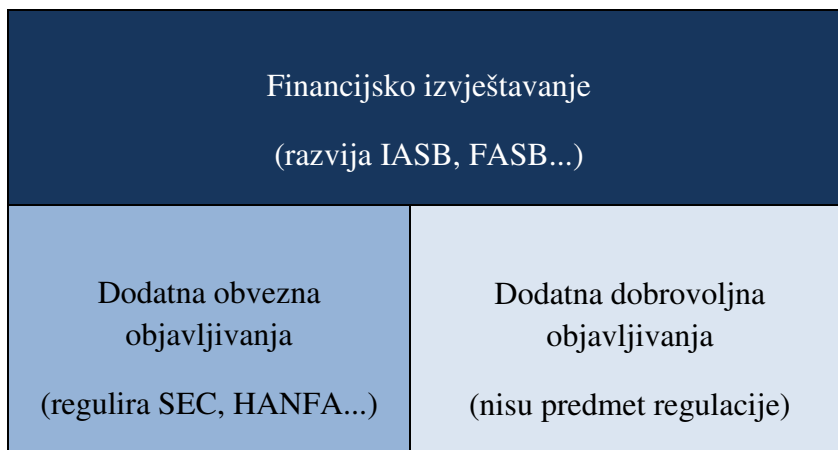 Financijsko izvještavanje
(razvija IASB, FASB...)
Dodatna obvezna
objavljivanja
(regulira SEC, HANFA...)
Dodatna dobrovoljna
objavljivanja
(nisu predmet regulacije)